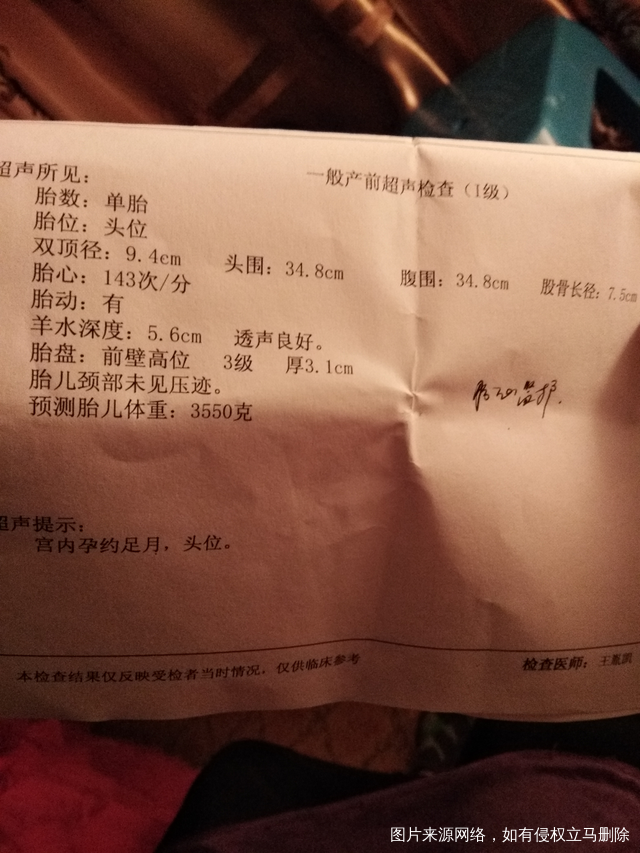 超声所见：
一般产前超声检查（1级）
胎数：单胎
胎位：头位
双顶径：9.4cm 头围：34.8cm 腹围：34.8cm 股骨长径：7.5cm
胎心：143次/分
胎动：有
羊水深度：5.6cm 透声良好。
胎盘：前壁高位 3级 厚3.1cm
胎儿颈部未见压迹。
预测胎儿体重：3550克
胎心监护.
超声提示：
宫内孕约足月，头位。
本检查结果仅反映受检者当时情况，仅供临床参考 检查医师：王胤
图片来源网络，如有侵权立马删除